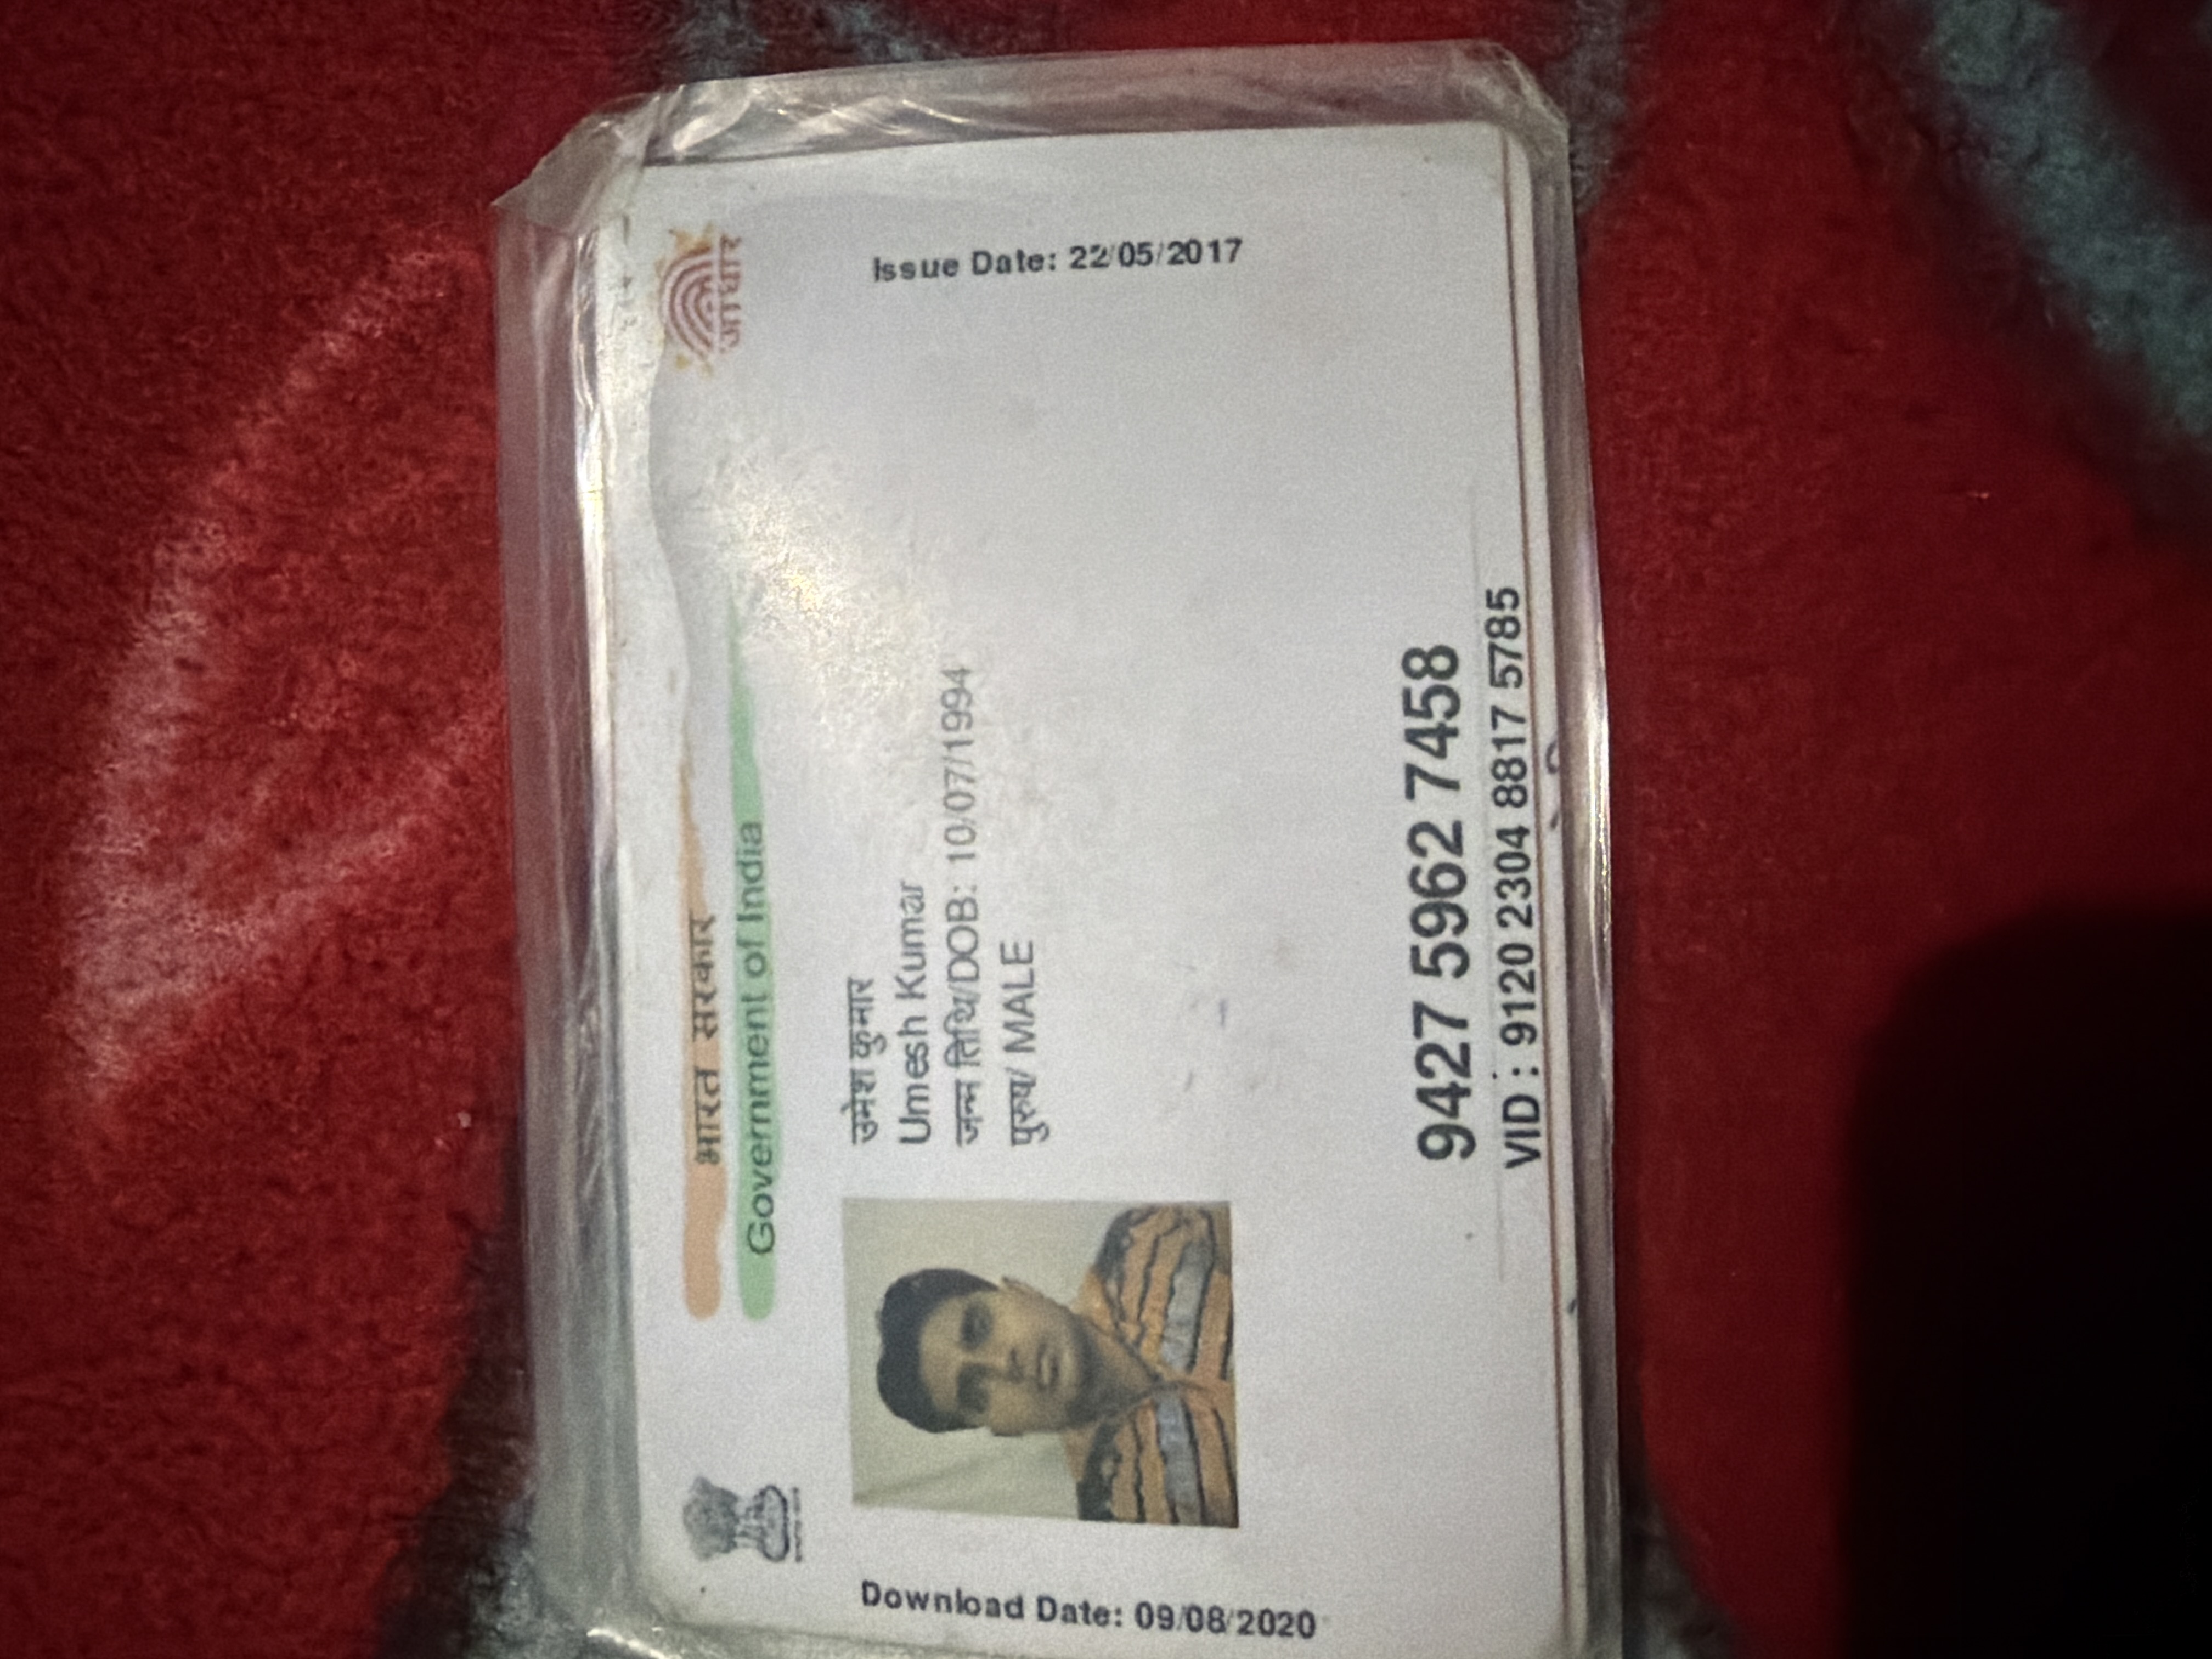 भारत सरकार
Government of India
आधार
Issue Date: 22/05/2017
Download Date: 09/08/2020
उमेश कुमार
Umesh Kumar
जन्म तिथि/DOB: 10/07/1994
पुरुष/ MALE
9427 5962 7458
VID : 9120 2304 8817 5785